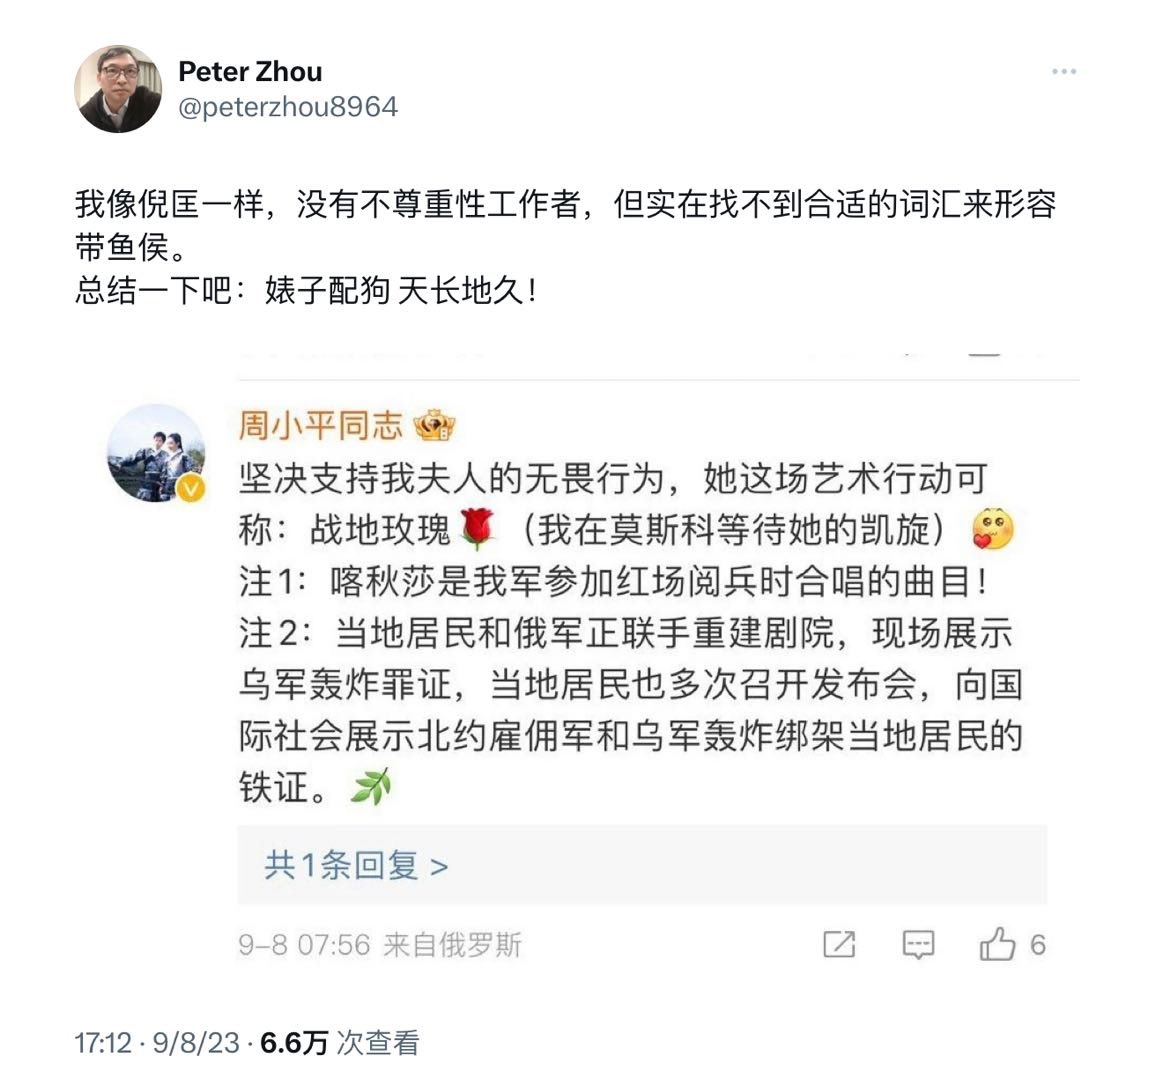 Peter Zhou
@peterzhou8964
我像倪匡一样，没有不尊重性工作者，但实在找不到合适的词汇来形容
带鱼侯。
总结一下吧：婊子配狗 天长地久！
周小平同志
坚决支持我夫人的无畏行为，她这场艺术行动可
称：战地玫瑰🌹（我在莫斯科等待她的凯旋）🥰
注1：喀秋莎是我军参加红场阅兵时合唱的曲目！
注2：当地居民和俄军正联手重建剧院，现场展示
乌军轰炸罪证，当地居民也多次召开发布会，向国
际社会展示北约雇佣军和乌军轰炸绑架当地居民的
铁证。🌿
共1条回复 >
9-8 07:56 来自俄罗斯
6
17:12 · 9/8/23 · 6.6万 次查看